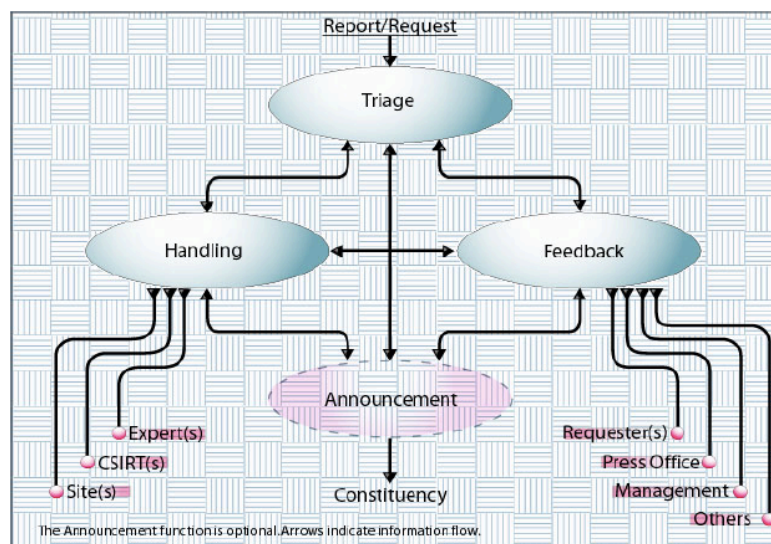 Report/Request
Triage
Handling
Feedback
Announcement
Expert(s)
CSIRT(s)
Site(s)
Constituency
Requester(s)
Press Office
Management
Others
The Announcement function is optional.Arrows indicate information flow.